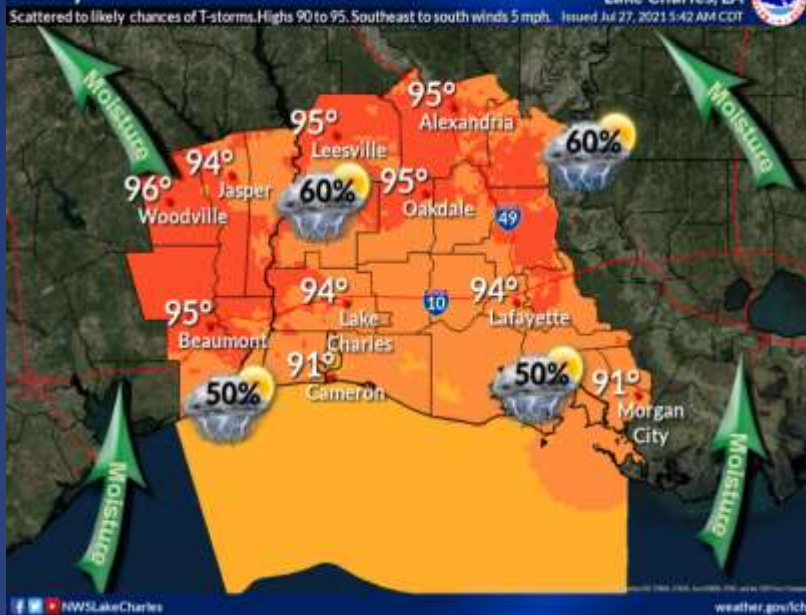 Lake Charles, LA
Scattered to likely chances of T-storms. Highs 90 to 95. Southeast to south winds 5 mph. Issued Jul 27, 2021 5:42 AM CDT
Moisture
Moisture
95°
Alexandria
95°
Leesville
60%
94°
Jasper
60%
96°
Woodville
95°
Oakdale
49
94°
Lake
Charles
10
94°
Lafayette
95°
Beaumont
91°
Cameron
50%
50%
91°
Morgan
City
Moisture
Moisture
NWSLakeCharles
weather.gov/lch